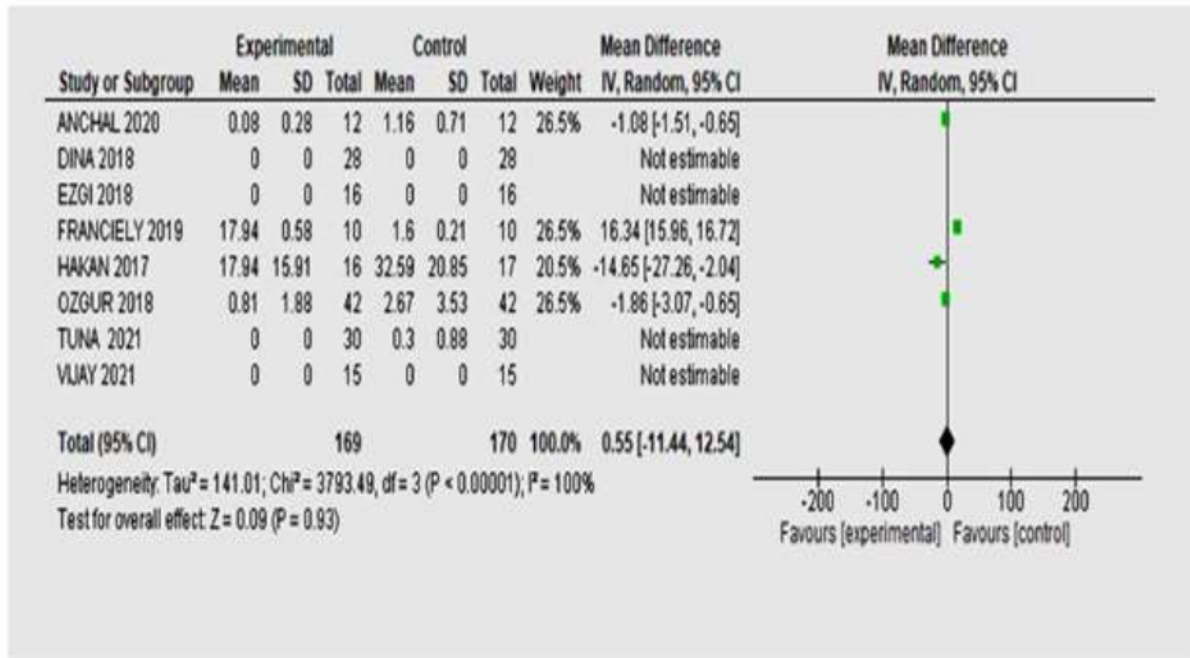 Experimental Control Mean Difference Mean Difference
Study or Subgroup Mean SD Total Mean SD Total Weight IV, Random, 95% CI IV, Random, 95% CI
ANCHAL 2020 0.08 0.28 12 1.16 0.71 12 26.5% -1.08 [-1.51, -0.65]
DINA 2018 0 0 28 0 0 28 Not estimable
EZGI 2018 0 0 16 0 0 16 Not estimable
FRANCIELY 2019 17.94 0.58 10 1.6 0.21 10 26.5% 16.34 [15.96, 16.72]
HAKAN 2017 17.94 15.91 16 32.59 20.85 17 20.5% -14.65 [-27.26, -2.04]
OZGUR 2018 0.81 1.88 42 2.67 3.53 42 26.5% -1.86 [-3.07, -0.65]
TUNA 2021 0 0 30 0.3 0.88 30 Not estimable
VIJAY 2021 0 0 15 0 0 15 Not estimable
Total (95% CI) 169 170 100.0% 0.55 [-11.44, 12.54]
Heterogeneity: Tau² = 141.01; Chi² = 3793.49, df = 3 (P < 0.00001); I² = 100%
Test for overall effect: Z = 0.09 (P = 0.93)
-200 -100 0 100 200
Favours [experimental] Favours [control]